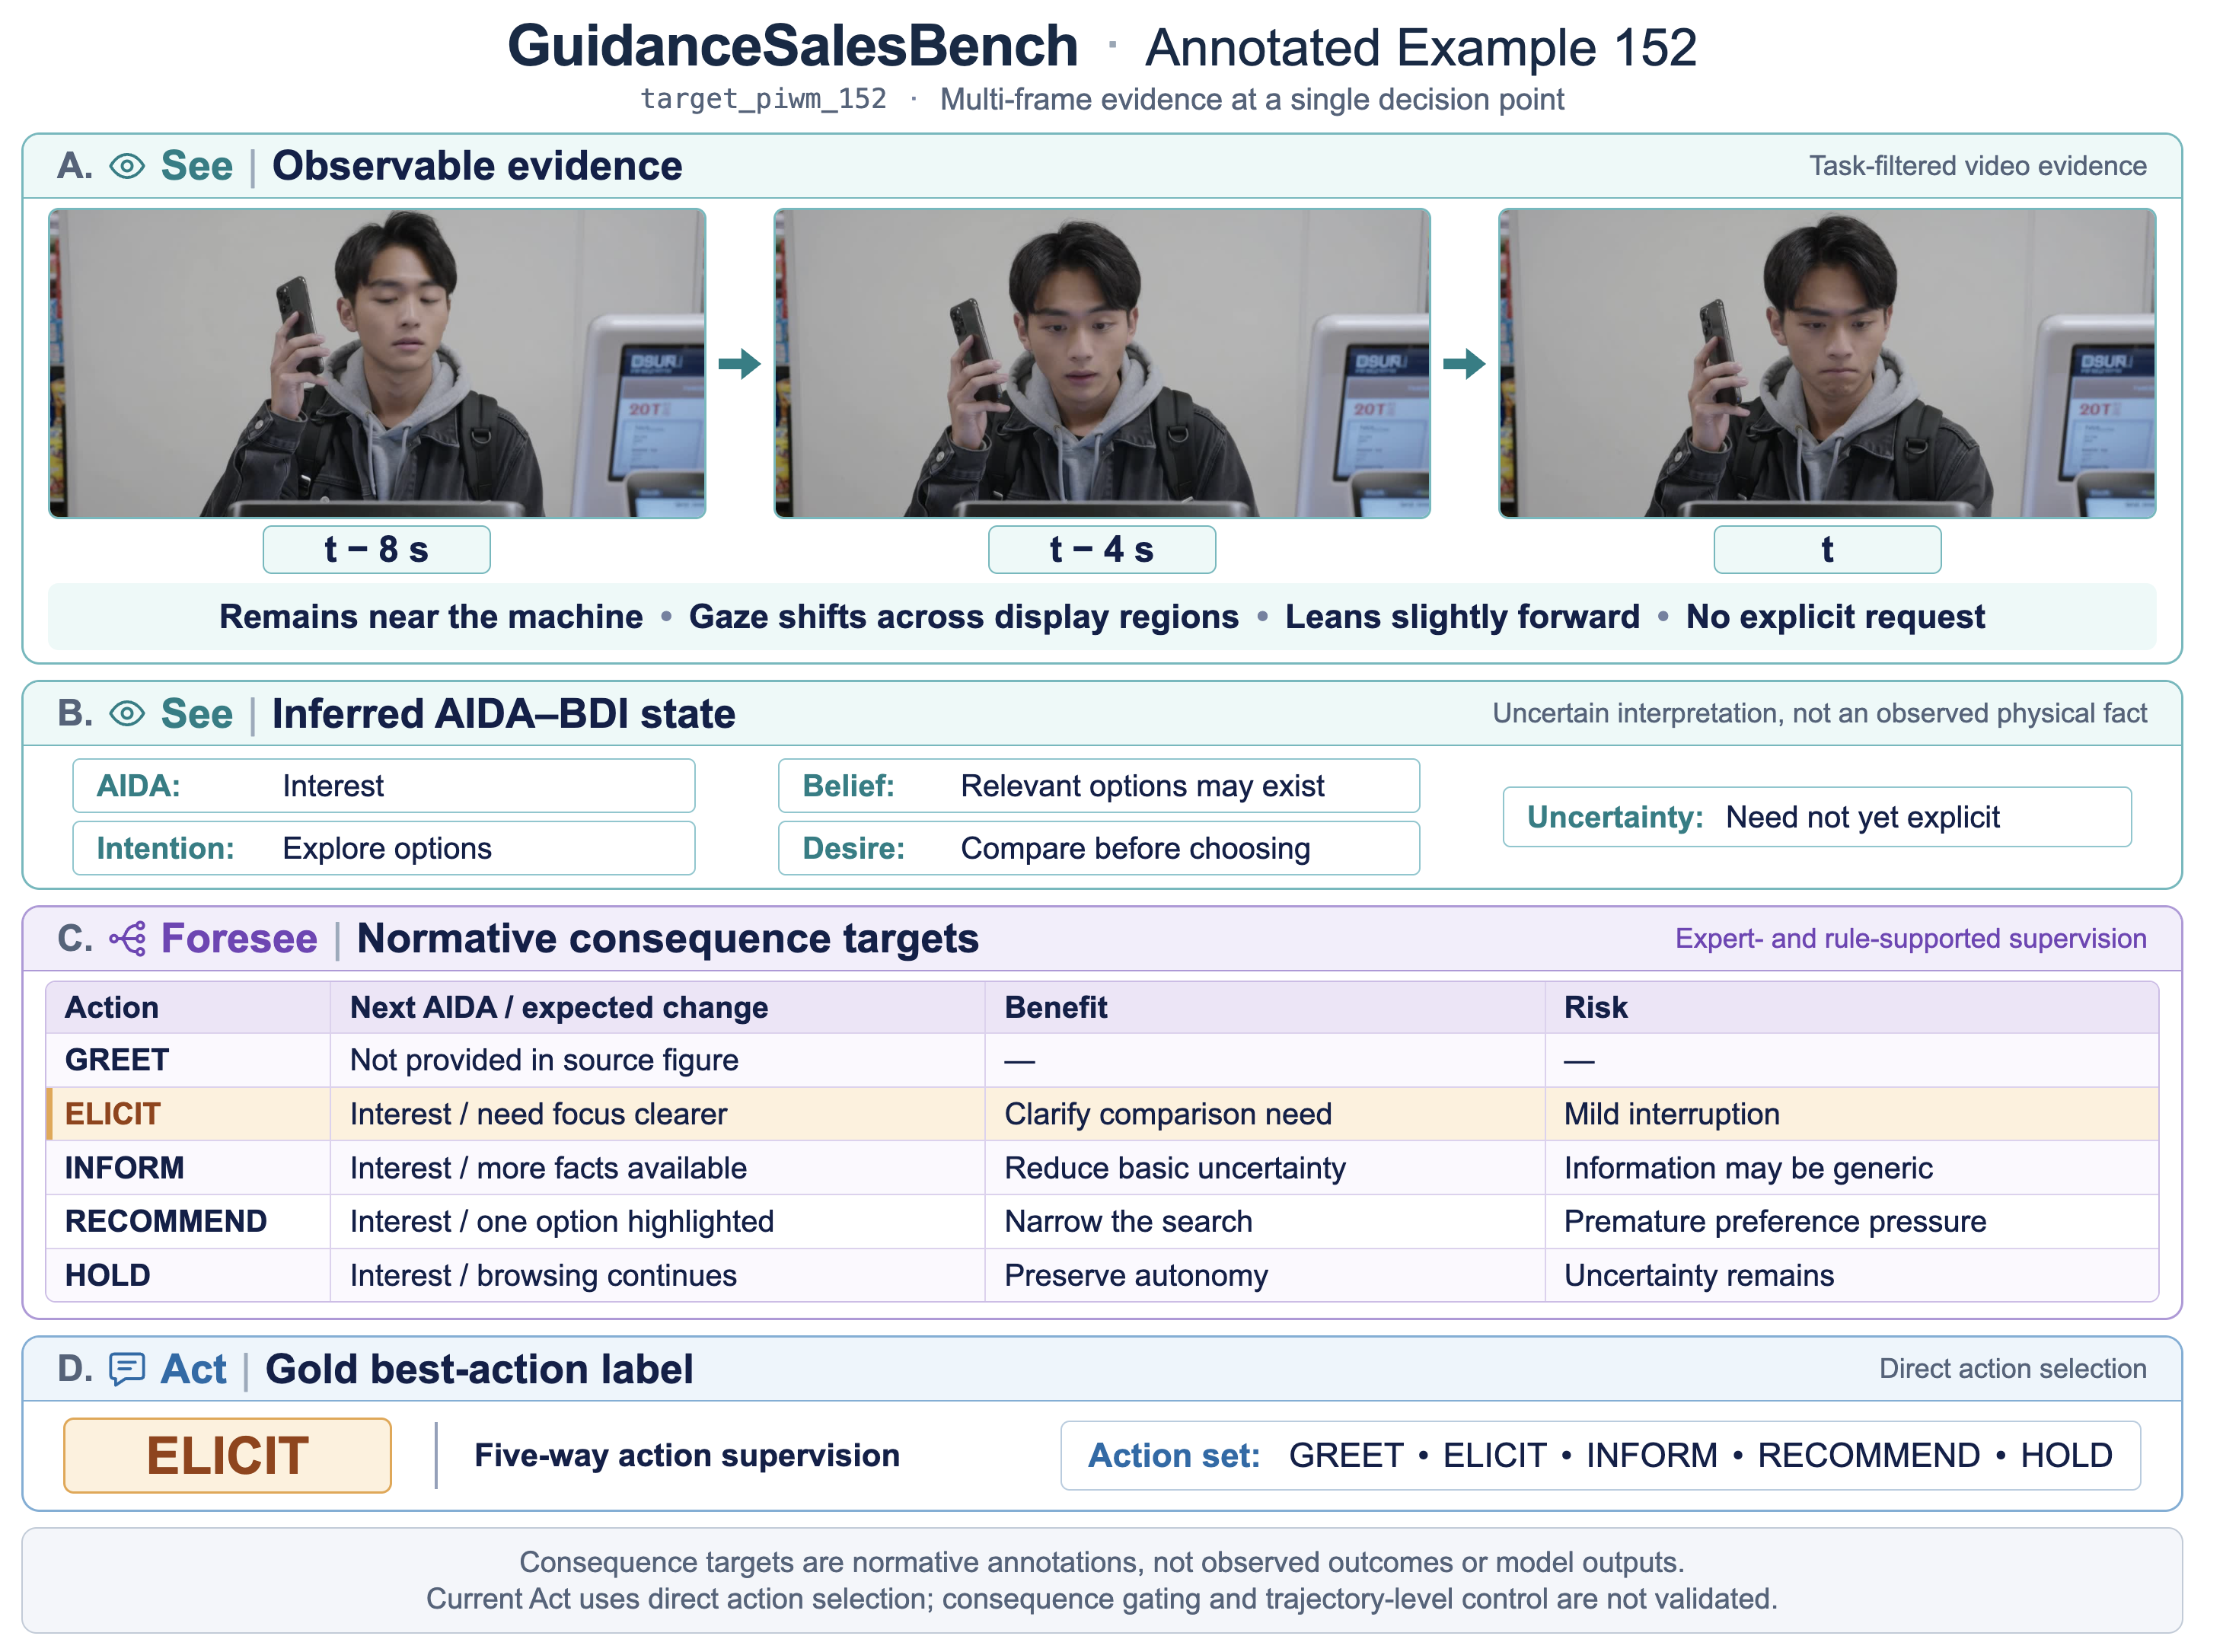 GuidanceSalesBench · Annotated Example 152
target_piwm_152 · Multi-frame evidence at a single decision point
A. See | Observable evidence
Task-filtered video evidence
DSUR
20T
DSUR
20T
DSUR
20T
t − 8 s
t − 4 s
t
Remains near the machine • Gaze shifts across display regions • Leans slightly forward • No explicit request
B. See | Inferred AIDA–BDI state
Uncertain interpretation, not an observed physical fact
AIDA: Interest
Belief: Relevant options may exist
Uncertainty: Need not yet explicit
Intention: Explore options
Desire: Compare before choosing
C. Foresee | Normative consequence targets
Expert- and rule-supported supervision
Action Next AIDA / expected change Benefit Risk
GREET Not provided in source figure — —
ELICIT Interest / need focus clearer Clarify comparison need Mild interruption
INFORM Interest / more facts available Reduce basic uncertainty Information may be generic
RECOMMEND Interest / one option highlighted Narrow the search Premature preference pressure
HOLD Interest / browsing continues Preserve autonomy Uncertainty remains
D. Act | Gold best-action label
Direct action selection
ELICIT
Five-way action supervision
Action set: GREET • ELICIT • INFORM • RECOMMEND • HOLD
Consequence targets are normative annotations, not observed outcomes or model outputs.
Current Act uses direct action selection; consequence gating and trajectory-level control are not validated.